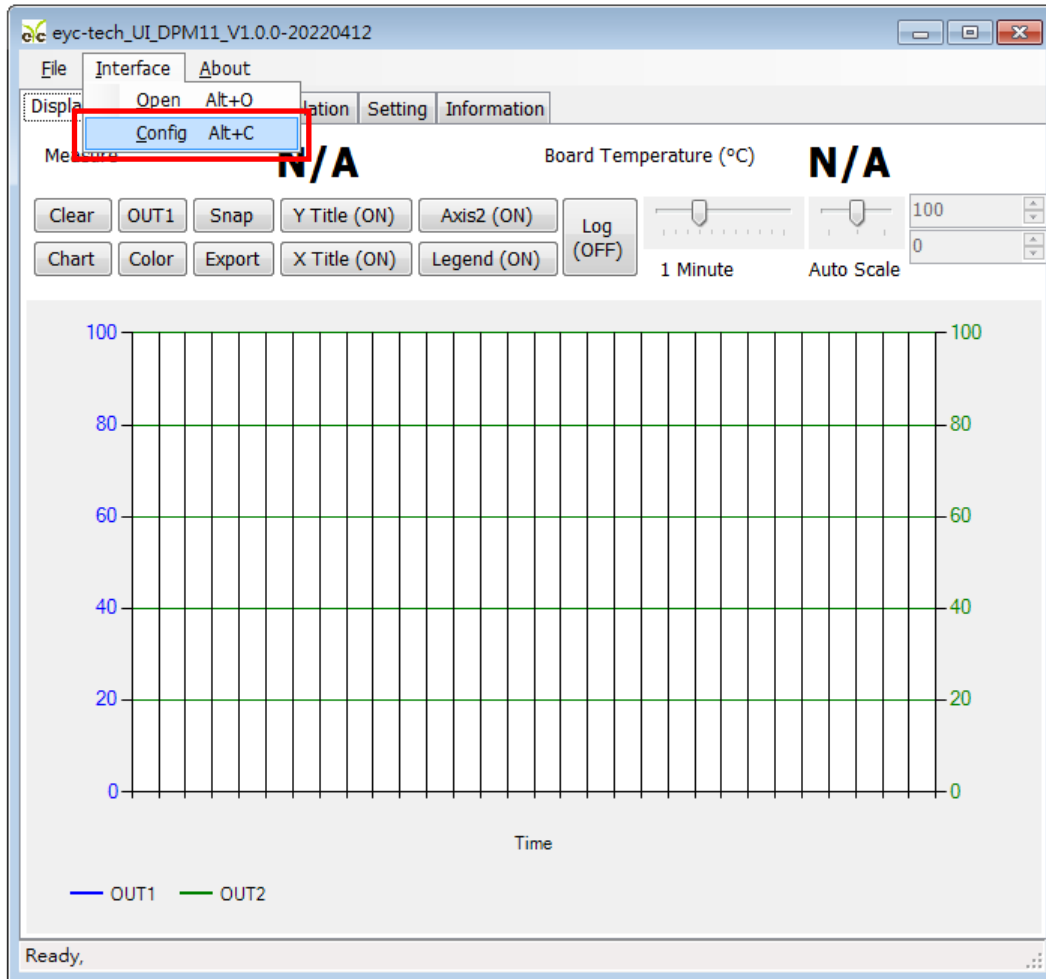 eyc-tech_UI_DPM11_V1.0.0-20220412
File Interface About
Open Alt+O
Config Alt+C
Setting Information
N/A
Board Temperature (°C)
N/A
Clear OUT1 Snap Y Title (ON) Axis2 (ON) Log (OFF) 100
Chart Color Export X Title (ON) Legend (ON) 0
1 Minute Auto Scale
100 100
80 80
60 60
40 40
20 20
0 0
Time
OUT1 OUT2
Ready,